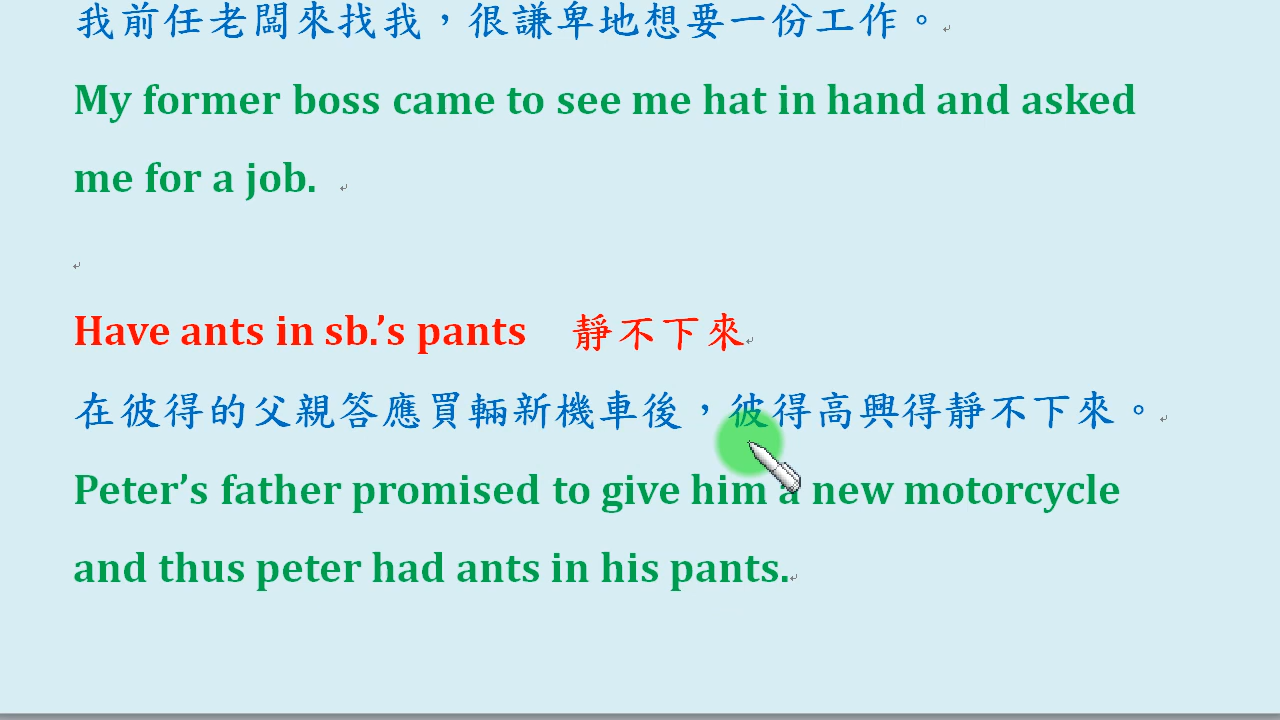 我前任老闆來找我，很謙卑地想要一份工作。
My former boss came to see me hat in hand and asked
me for a job.
Have ants in sb.’s pants 靜不下來
在彼得的父親答應買輛新機車後，彼得高興得靜不下來。
Peter’s father promised to give him a new motorcycle
and thus peter had ants in his pants.